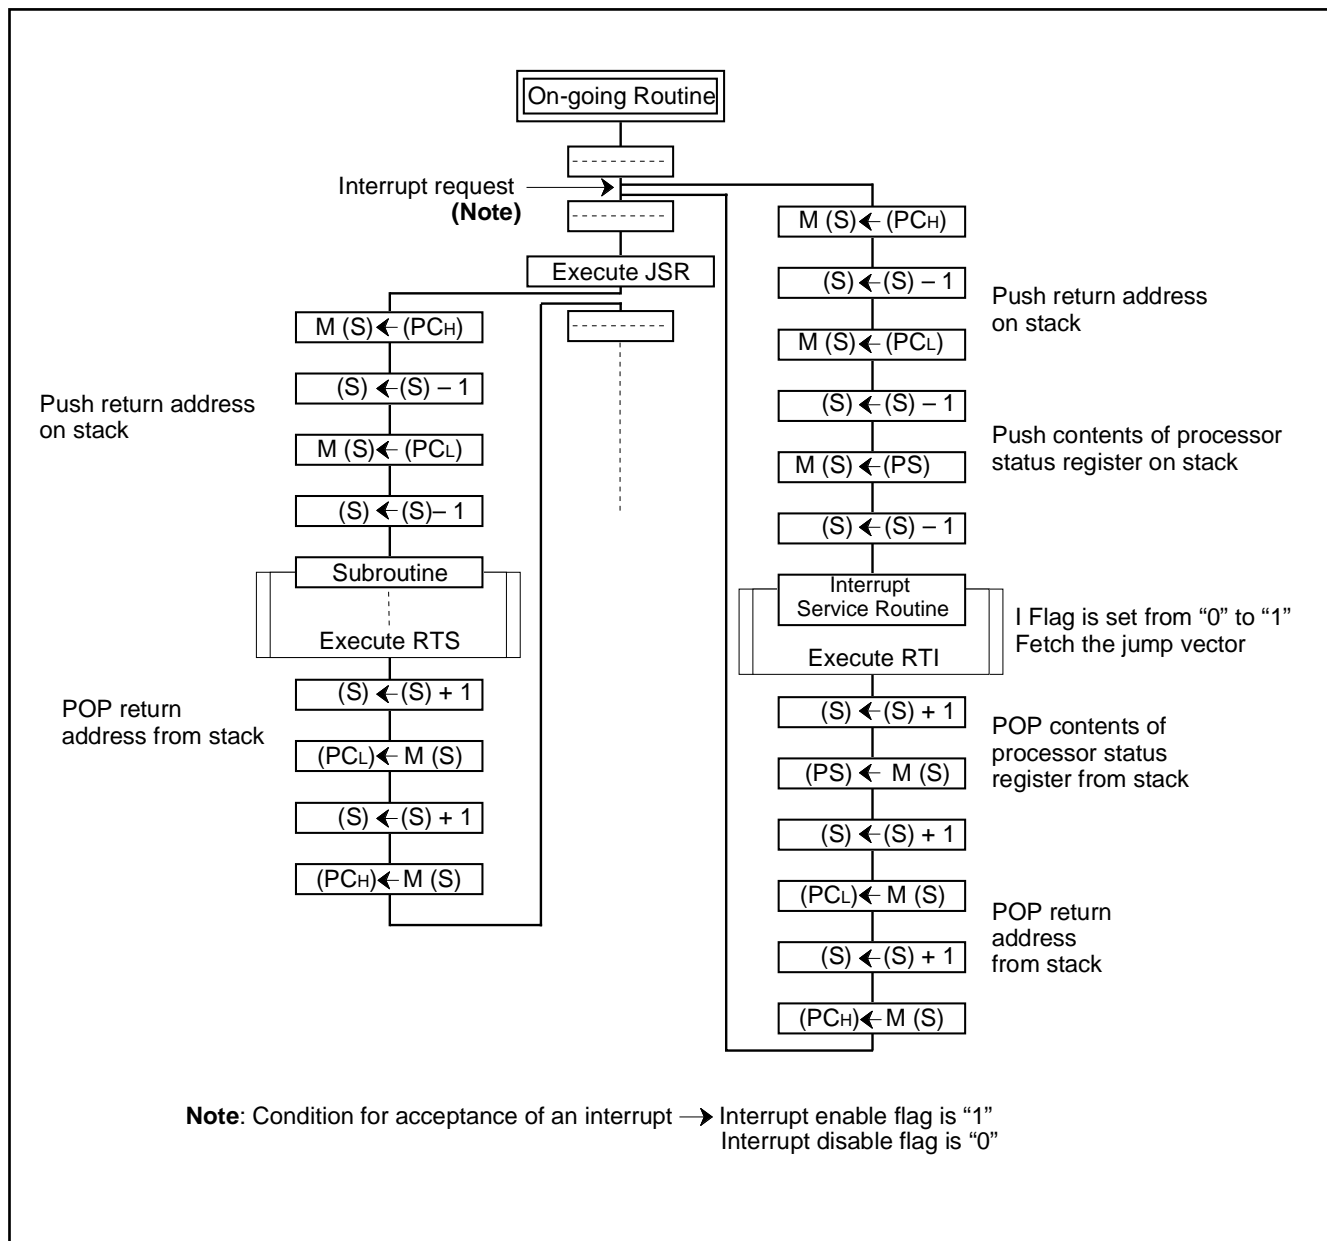 On-going Routine
Interrupt request
(Note)
Execute JSR
M (S) ← (PCH)
(S) ← (S) – 1
M (S) ← (PCL)
(S) ← (S)– 1
Push return address
on stack
Subroutine
Execute RTS
(S) ← (S) + 1
(PCL) ← M (S)
(S) ← (S) + 1
(PCH) ← M (S)
POP return
address from stack
M (S) ← (PCH)
(S) ← (S) – 1
M (S) ← (PCL)
(S) ← (S) – 1
M (S) ← (PS)
(S) ← (S) – 1
Push return address
on stack
Push contents of processor
status register on stack
Interrupt
Service Routine
Execute RTI
I Flag is set from “0” to “1”
Fetch the jump vector
(S) ← (S) + 1
(PS) ← M (S)
(S) ← (S) + 1
(PCL) ← M (S)
(S) ← (S) + 1
(PCH) ← M (S)
POP contents of
processor status
register from stack
POP return
address
from stack
Note: Condition for acceptance of an interrupt → Interrupt enable flag is “1”
Interrupt disable flag is “0”